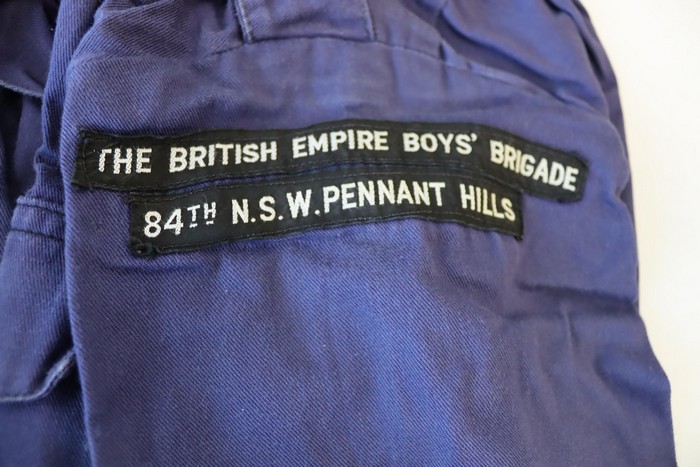 THE BRITISH EMPIRE BOYS' BRIGADE
84TH N.S.W. PENNANT HILLS